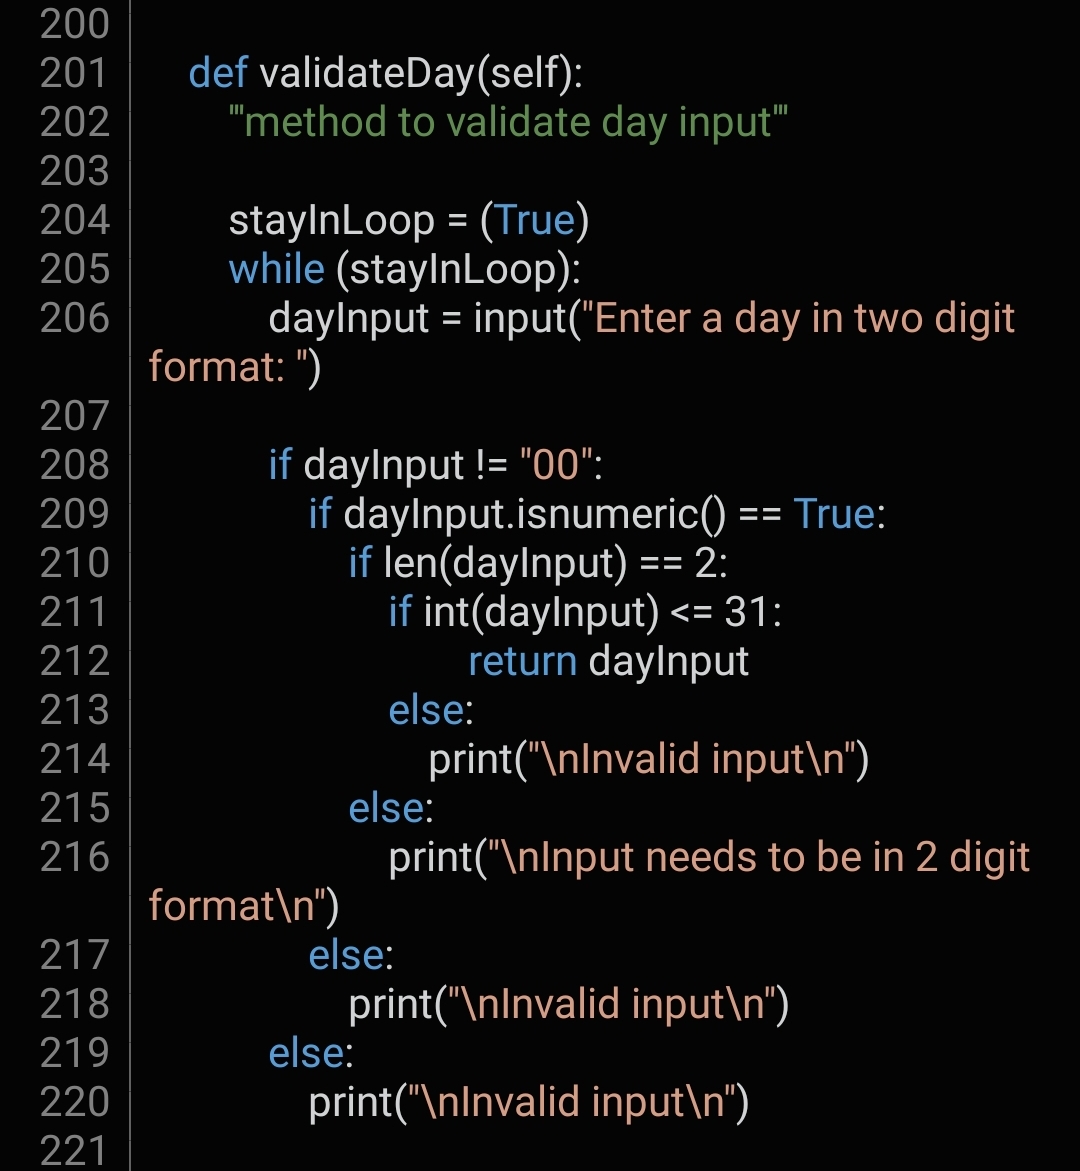 200
201 def validateDay(self):
202 '''method to validate day input'''
203
204 stayInLoop = (True)
205 while (stayInLoop):
206 dayInput = input("Enter a day in two digit
format: ")
207
208 if dayInput != "00":
209 if dayInput.isnumeric() == True:
210 if len(dayInput) == 2:
211 if int(dayInput) <= 31:
212 return dayInput
213 else:
214 print("\nInvalid input\n")
215 else:
216 print("\nInput needs to be in 2 digit
format\n")
217 else:
218 print("\nInvalid input\n")
219 else:
220 print("\nInvalid input\n")
221